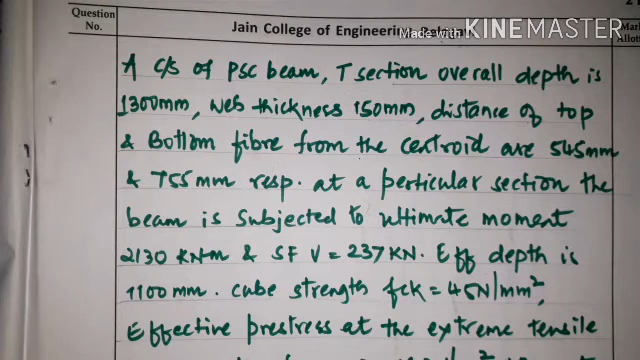 Question
No.
Jain College of Engineering
Made with KINEMASTER
A c/s of PSC beam, T section overall depth is
1300mm, web thickness 150mm, distance of top
& Bottom fibre from the centroid are 545mm
& 755mm resp. at a perticular section the
beam is subjected to ultimate moment
2130 KNm & SF V = 237 KN. Eff depth is
1100mm. cube strength fck = 45N/mm²,
Effective prestress at the extreme tensile